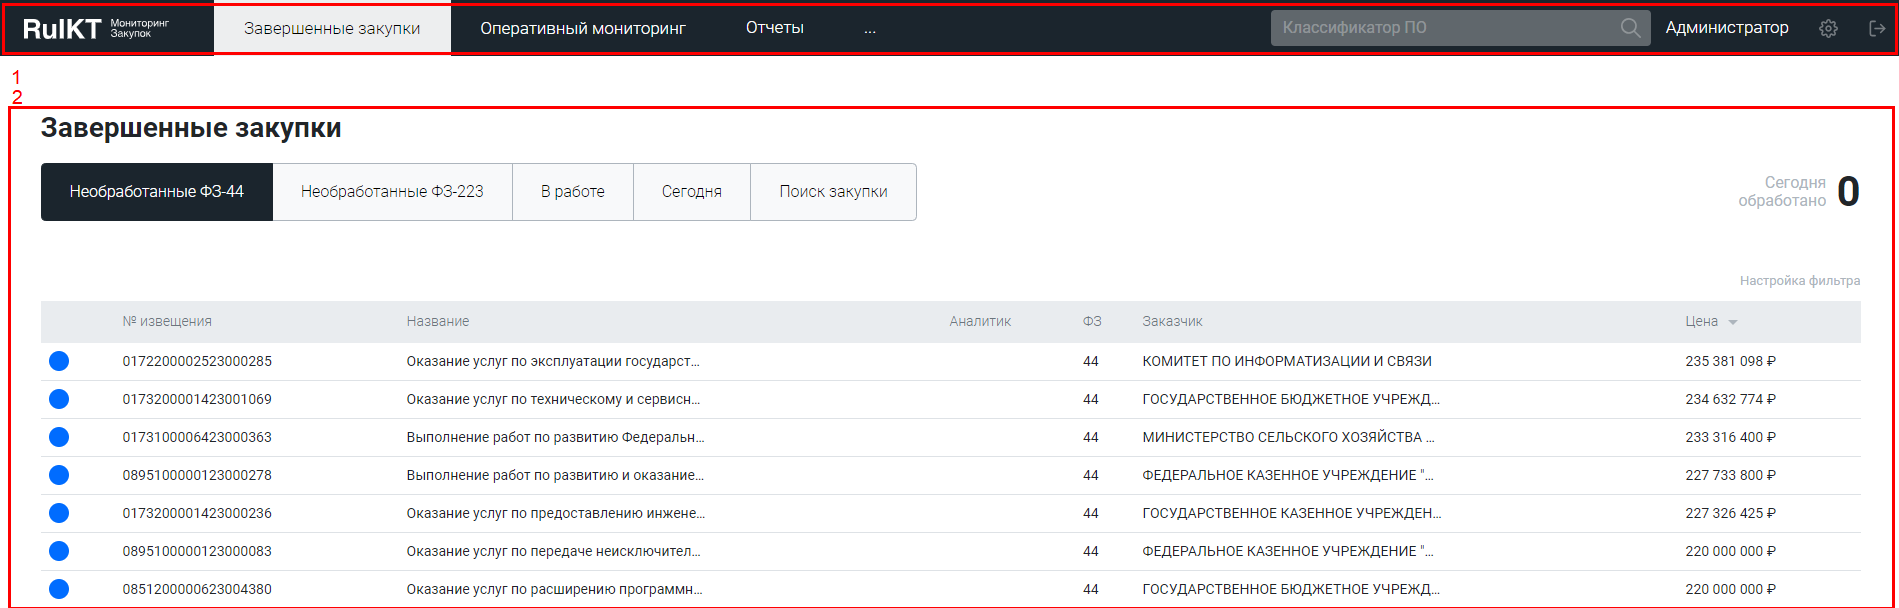 RuIKT Мониторинг Закупок Завершенные закупки Оперативный мониторинг Отчеты ... Классификатор ПО Администратор
1
2
Завершенные закупки
Необработанные ФЗ-44 Необработанные ФЗ-223 В работе Сегодня Поиск закупки Сегодня обработано 0
Настройка фильтра
№ извещения Название Аналитик ФЗ Заказчик Цена
0172200002523000285 Оказание услуг по эксплуатации государст... 44 КОМИТЕТ ПО ИНФОРМАТИЗАЦИИ И СВЯЗИ 235 381 098 ₽
0173200001423001069 Оказание услуг по техническому и сервисн... 44 ГОСУДАРСТВЕННОЕ БЮДЖЕТНОЕ УЧРЕЖД... 234 632 774 ₽
0173100006423000363 Выполнение работ по развитию Федеральн... 44 МИНИСТЕРСТВО СЕЛЬСКОГО ХОЗЯЙСТВА ... 233 316 400 ₽
0895100000123000278 Выполнение работ по развитию и оказание... 44 ФЕДЕРАЛЬНОЕ КАЗЕННОЕ УЧРЕЖДЕНИЕ "... 227 733 800 ₽
0173200001423000236 Оказание услуг по предоставлению инжене... 44 ГОСУДАРСТВЕННОЕ КАЗЕННОЕ УЧРЕЖДЕН... 227 326 425 ₽
0895100000123000083 Оказание услуг по передаче неисключител... 44 ФЕДЕРАЛЬНОЕ КАЗЕННОЕ УЧРЕЖДЕНИЕ "... 220 000 000 ₽
0851200000623004380 Оказание услуг по расширению программн... 44 ГОСУДАРСТВЕННОЕ БЮДЖЕТНОЕ УЧРЕЖД... 220 000 000 ₽